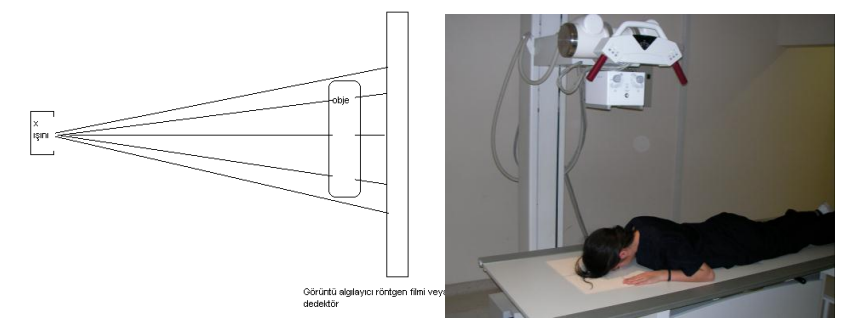 x
ışını
obje
Görüntü algılayıcı röntgen filmi veya
dedektör